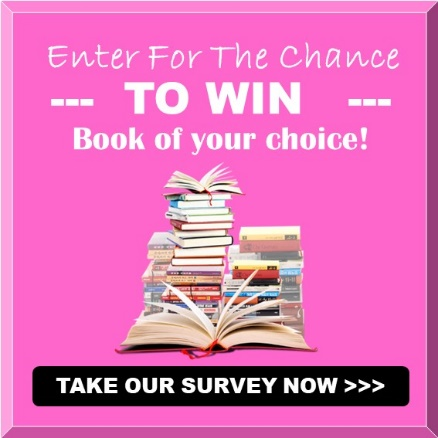 Enter For The Chance
--- TO WIN ---
Book of your choice!
TAKE OUR SURVEY NOW >>>